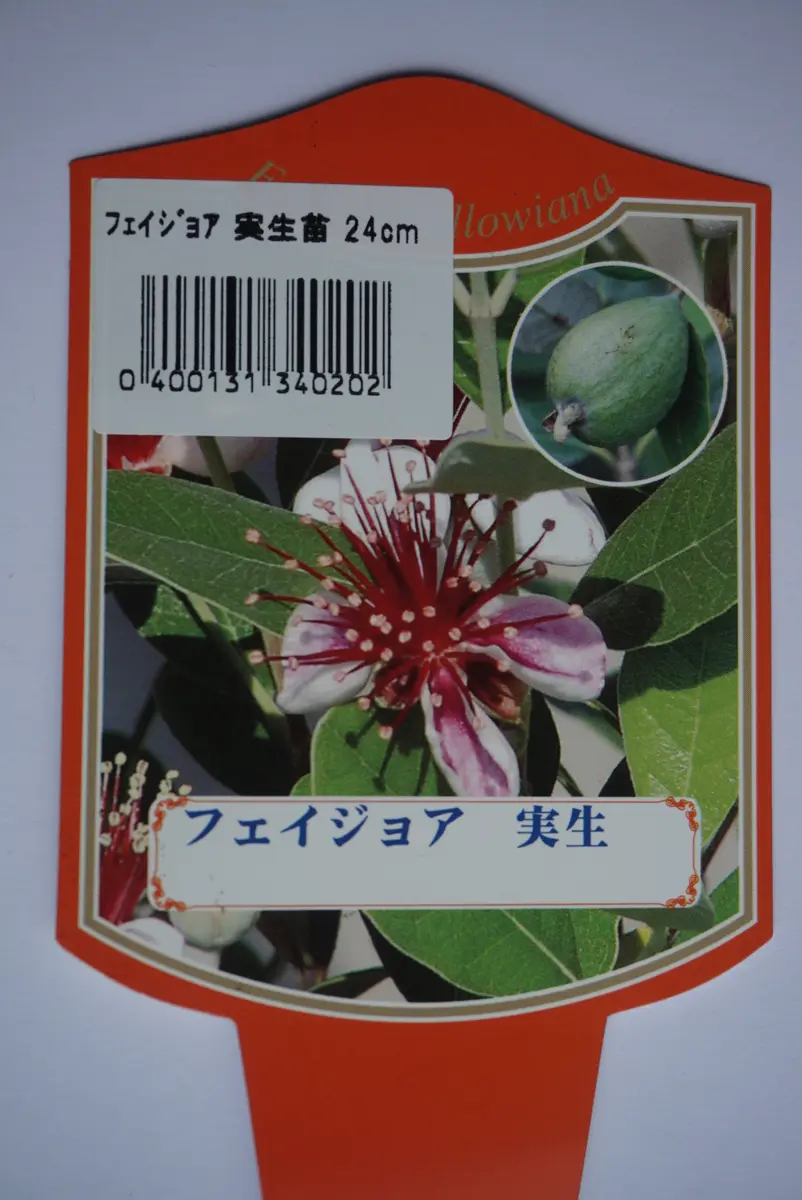 llowiana
ﾌｪｲｼﾞｮｱ 実生苗 24cm
0 400131 340202
フェイジョア 実生